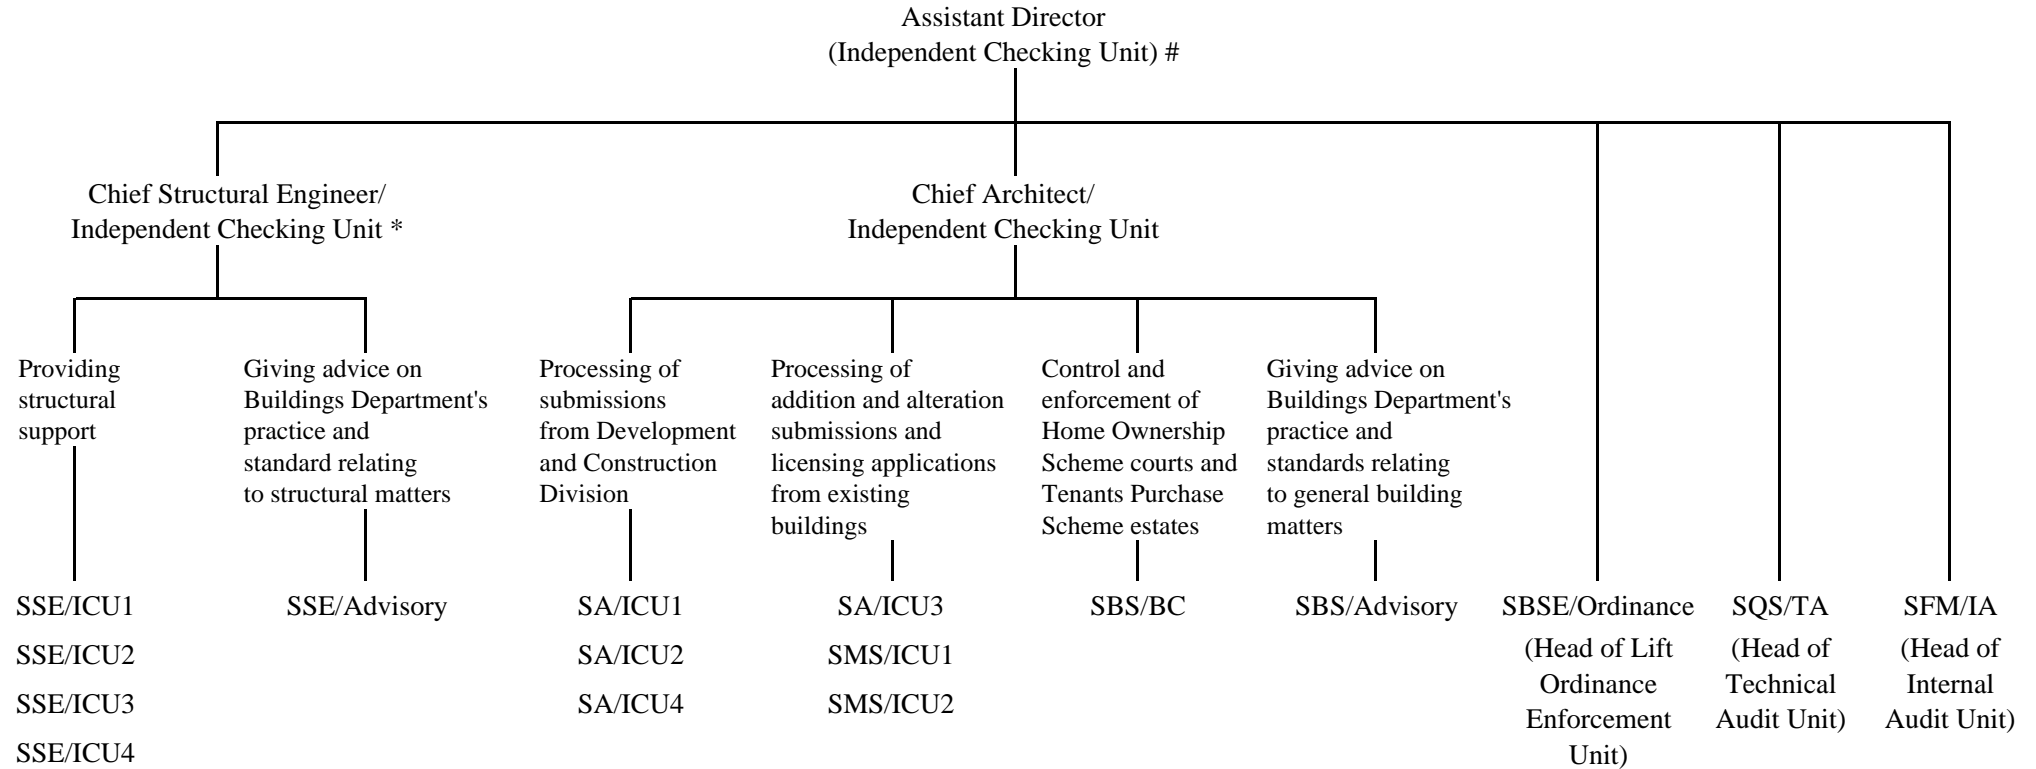 Assistant Director
(Independent Checking Unit) #
Chief Structural Engineer/
Independent Checking Unit *
Chief Architect/
Independent Checking Unit
Providing
structural
support
Giving advice on
Buildings Department's
practice and
standard relating
to structural matters
Processing of
submissions
from Development
and Construction
Division
Processing of
addition and alteration
submissions and
licensing applications
from existing
buildings
Control and
enforcement of
Home Ownership
Scheme courts and
Tenants Purchase
Scheme estates
Giving advice on
Buildings Department's
practice and
standards relating
to general building
matters
SSE/ICU1
SSE/ICU2
SSE/ICU3
SSE/ICU4
SSE/Advisory
SA/ICU1
SA/ICU2
SA/ICU4
SA/ICU3
SMS/ICU1
SMS/ICU2
SBS/BC
SBS/Advisory
SBSE/Ordinance
(Head of Lift
Ordinance
Enforcement
Unit)
SQS/TA
(Head of
Technical
Audit Unit)
SFM/IA
(Head of
Internal
Audit Unit)